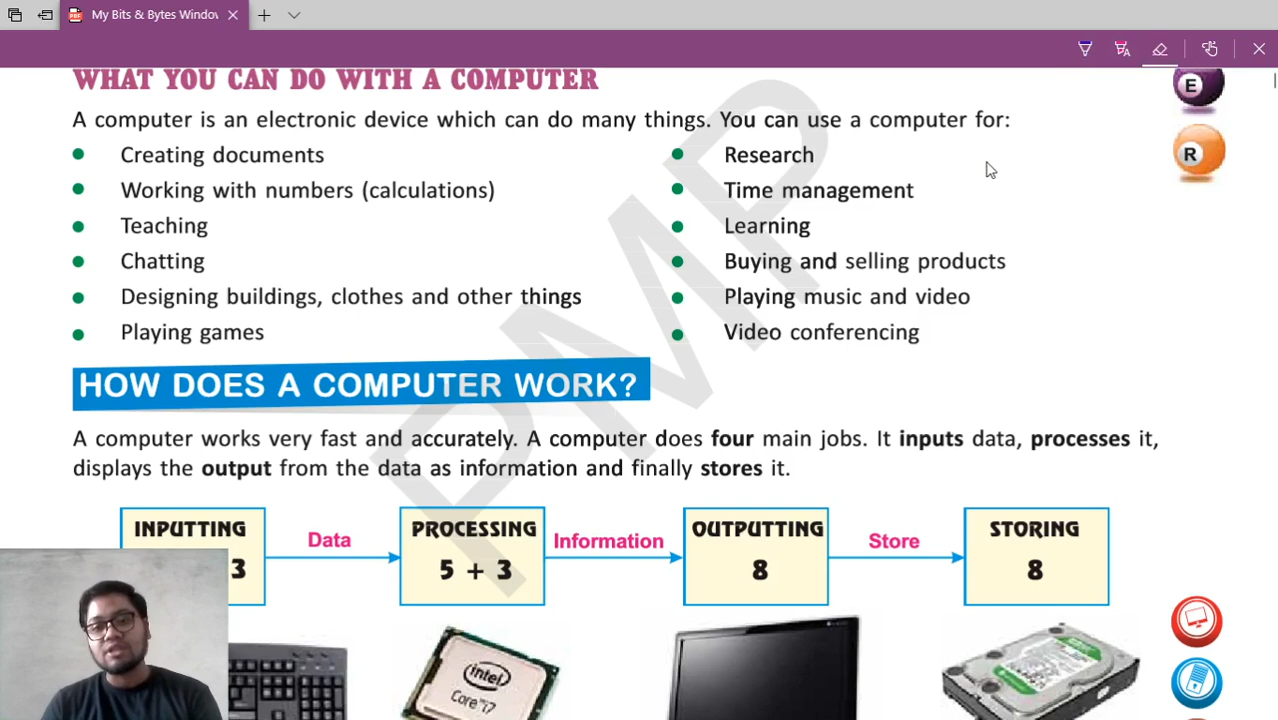 My Bits & Bytes Windov
WHAT YOU CAN DO WITH A COMPUTER
E
A computer is an electronic device which can do many things. You can use a computer for:
R
Creating documents
Working with numbers (calculations)
Teaching
Chatting
Designing buildings, clothes and other things
Playing games
Research
Time management
Learning
Buying and selling products
Playing music and video
Video conferencing
PMP
HOW DOES A COMPUTER WORK?
A computer works very fast and accurately. A computer does four main jobs. It inputs data, processes it,
displays the output from the data as information and finally stores it.
INPUTTING
3
Data
PROCESSING
5 + 3
Information
OUTPUTTING
8
Store
STORING
8
intel
Core i7